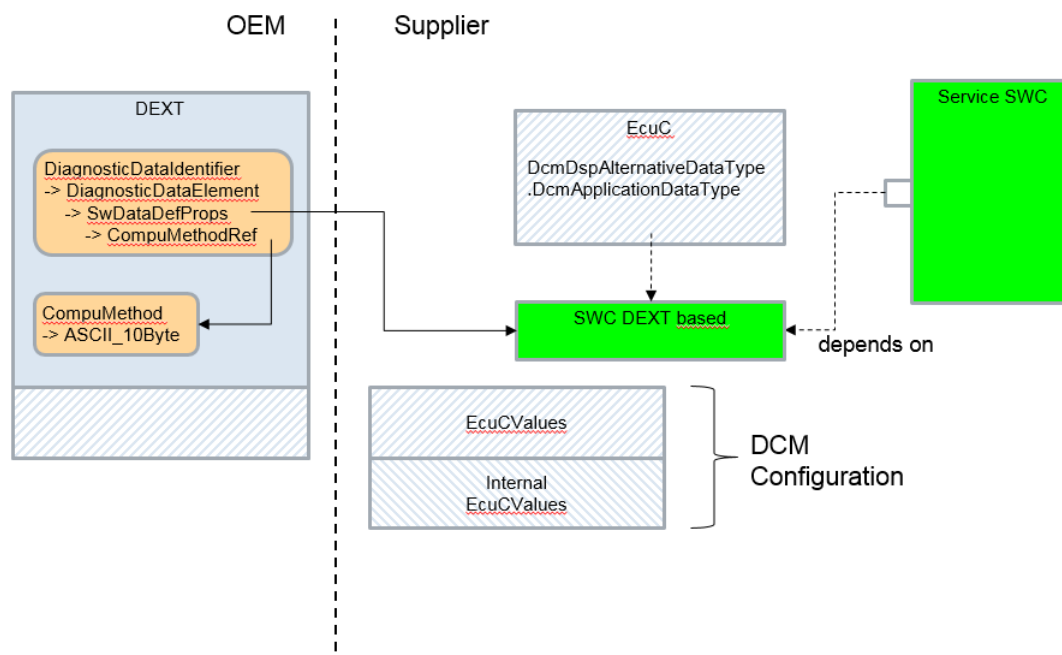 OEM
Supplier
DEXT
DiagnosticDataIdentifier
-> DiagnosticDataElement
-> SwDataDefProps
-> CompuMethodRef
CompuMethod
-> ASCII_10Byte
EcuC
DcmDspAlternativeDataType
.DcmApplicationDataType
Service SWC
SWC DEXT based
depends on
EcuCValues
Internal
EcuCValues
DCM
Configuration